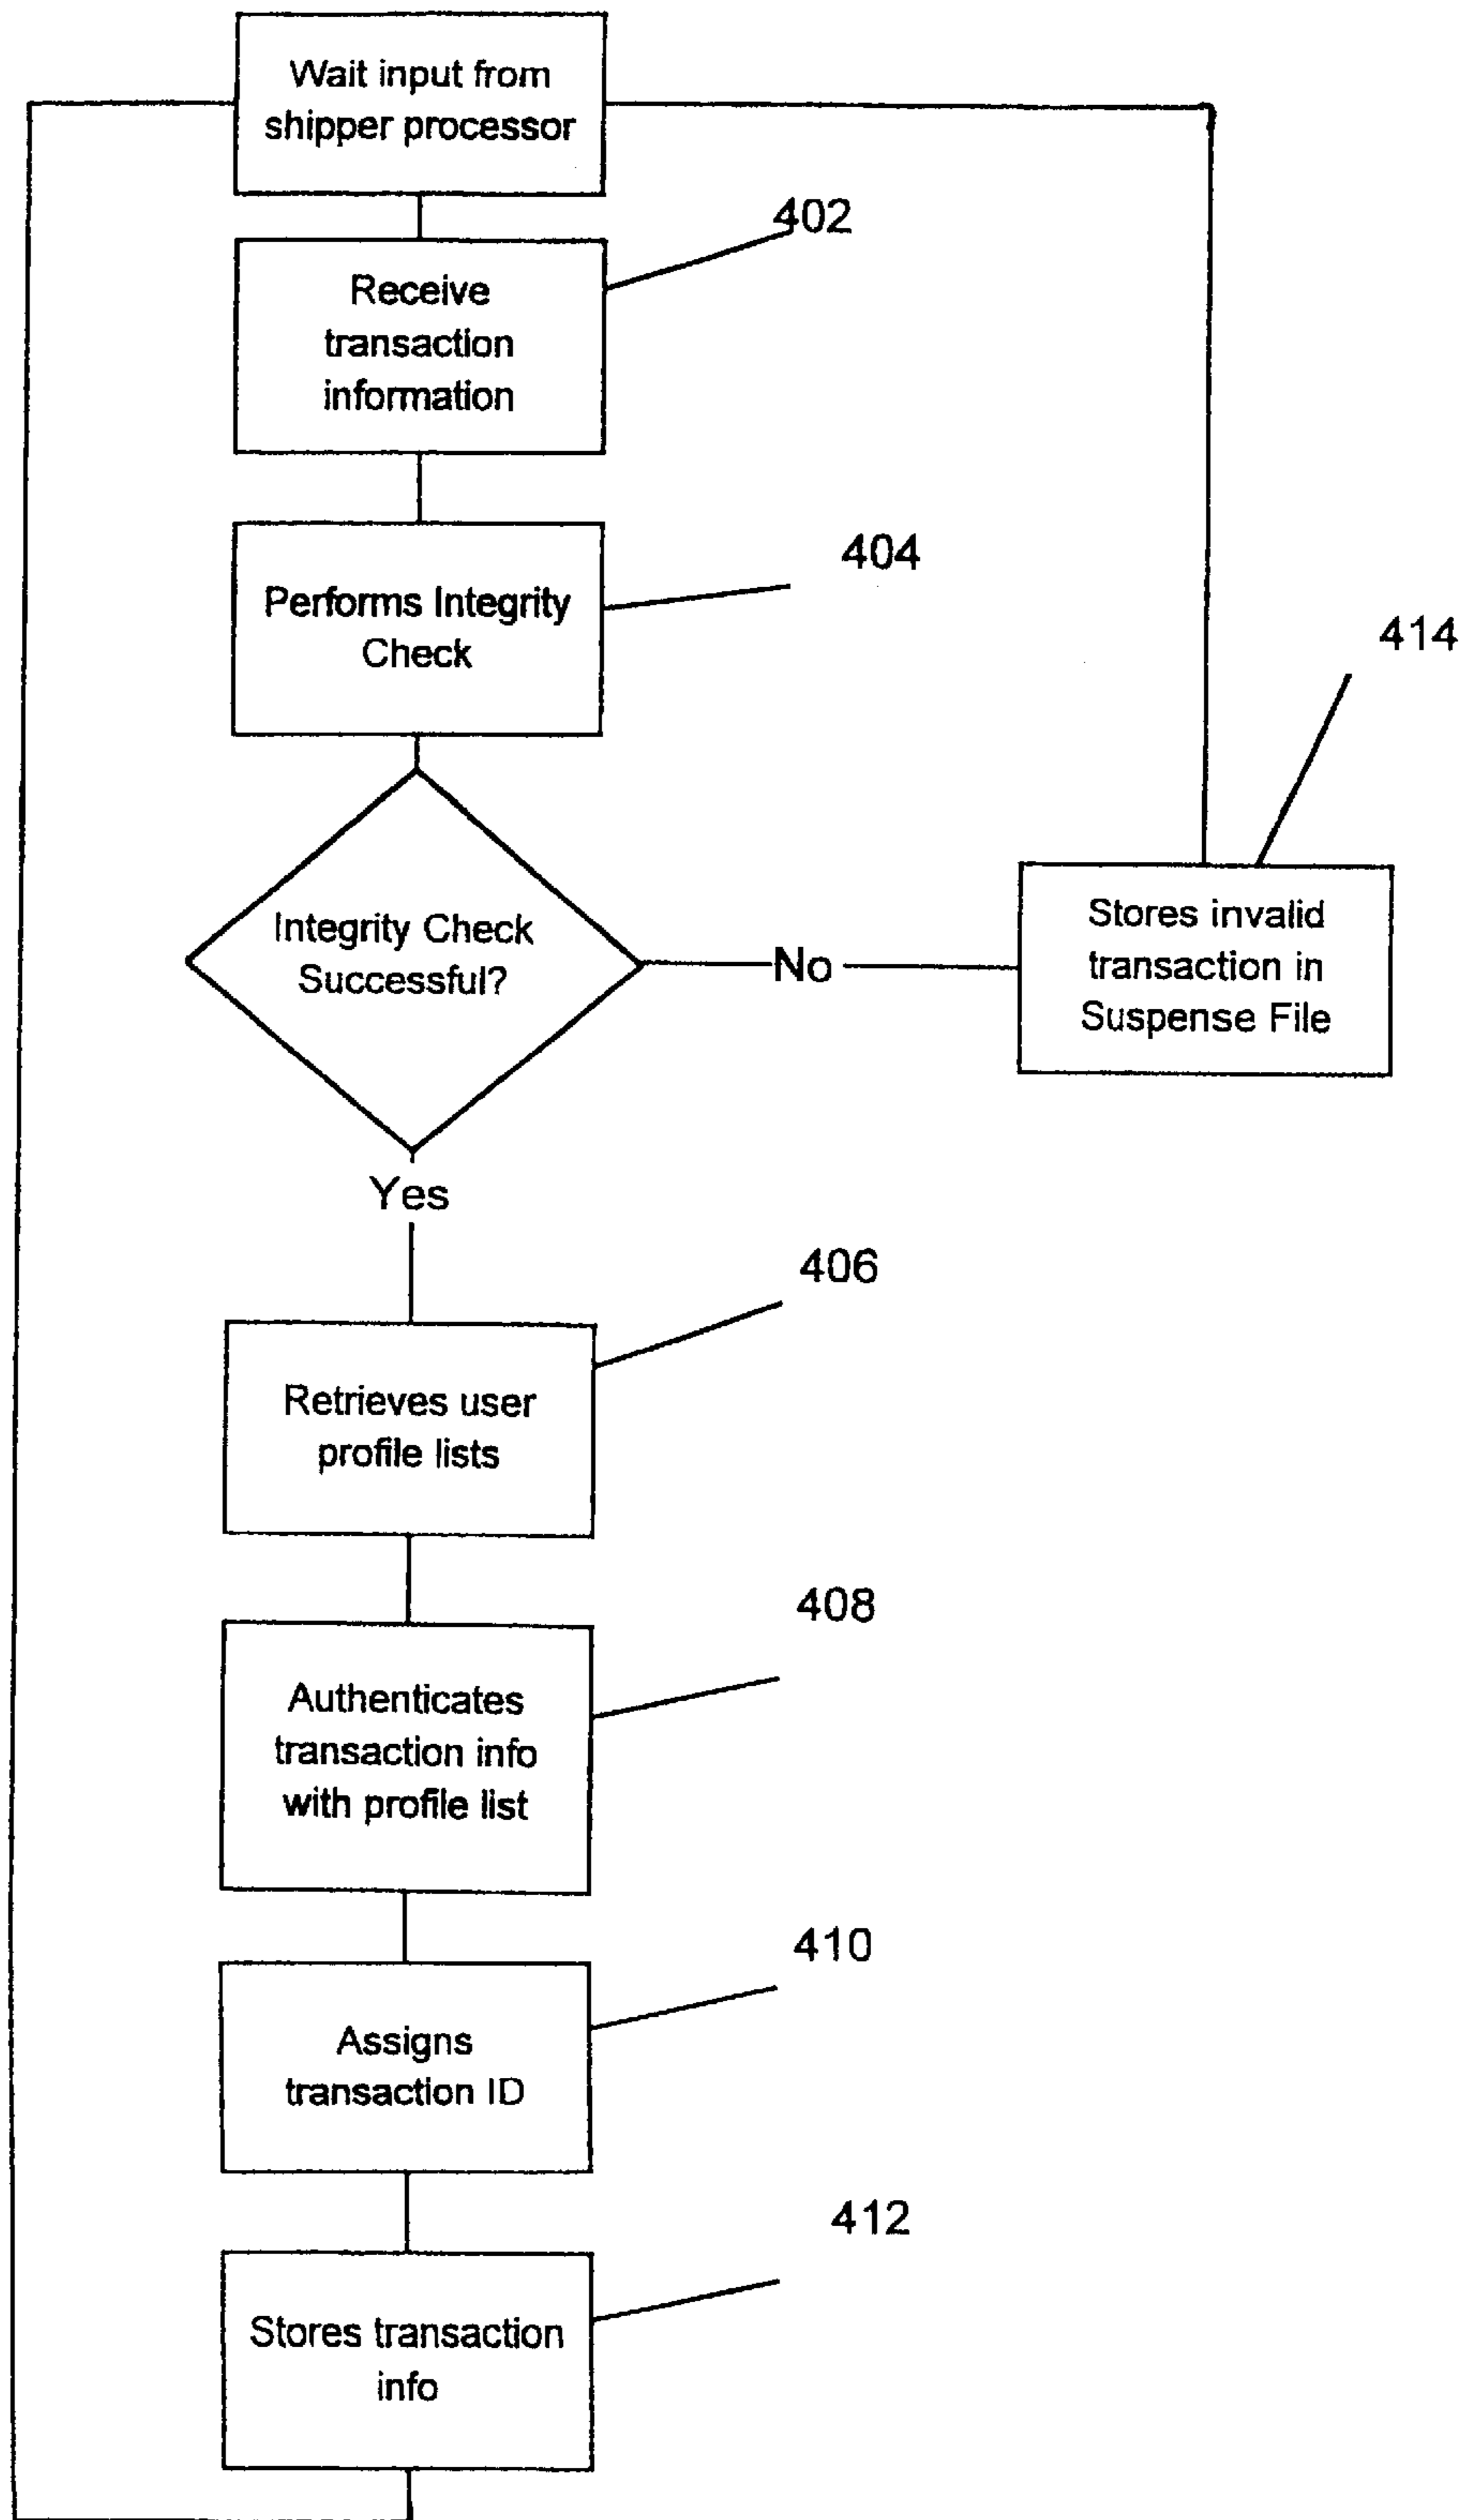 Wait input from
shipper processor
402
Receive
transaction
information
404
Performs Integrity
Check
414
Integrity Check
Successful?
No
Stores invalid
transaction in
Suspense File
Yes
406
Retrieves user
profile lists
408
Authenticates
transaction info
with profile list
410
Assigns
transaction ID
412
Stores transaction
info